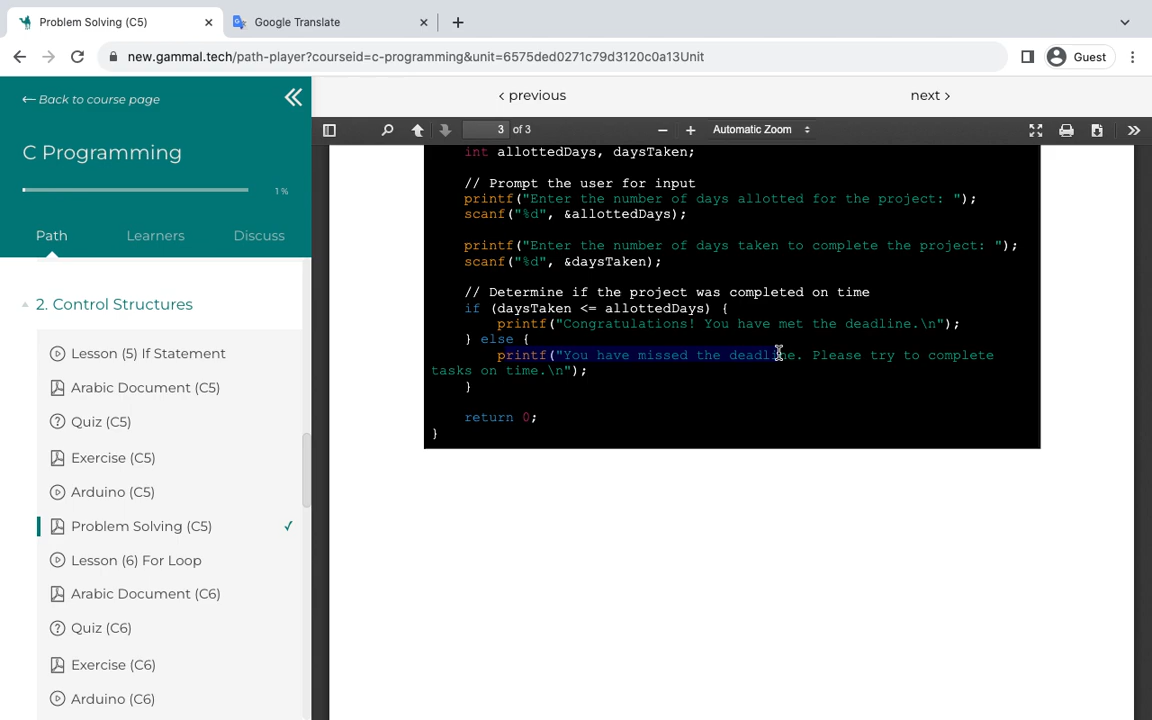 Problem Solving (C5)
Google Translate
new.gammal.tech/path-player?courseid=c-programming&unit=6575ded0271c79d3120c0a13Unit
Guest
Back to course page
C Programming
1 %
Path
Learners
Discuss
2. Control Structures
Lesson (5) If Statement
Arabic Document (C5)
Quiz (C5)
Exercise (C5)
Arduino (C5)
Problem Solving (C5)
Lesson (6) For Loop
Arabic Document (C6)
Quiz (C6)
Exercise (C6)
Arduino (C6)
< previous
next >
3 of 3
Automatic Zoom
int allottedDays, daysTaken;
// Prompt the user for input
printf("Enter the number of days allotted for the project: ");
scanf("%d", &allottedDays);
printf("Enter the number of days taken to complete the project: ");
scanf("%d", &daysTaken);
// Determine if the project was completed on time
if (daysTaken <= allottedDays) {
printf("Congratulations! You have met the deadline.\n");
} else {
printf("You have missed the deadline. Please try to complete
tasks on time.\n");
}
return 0;
}